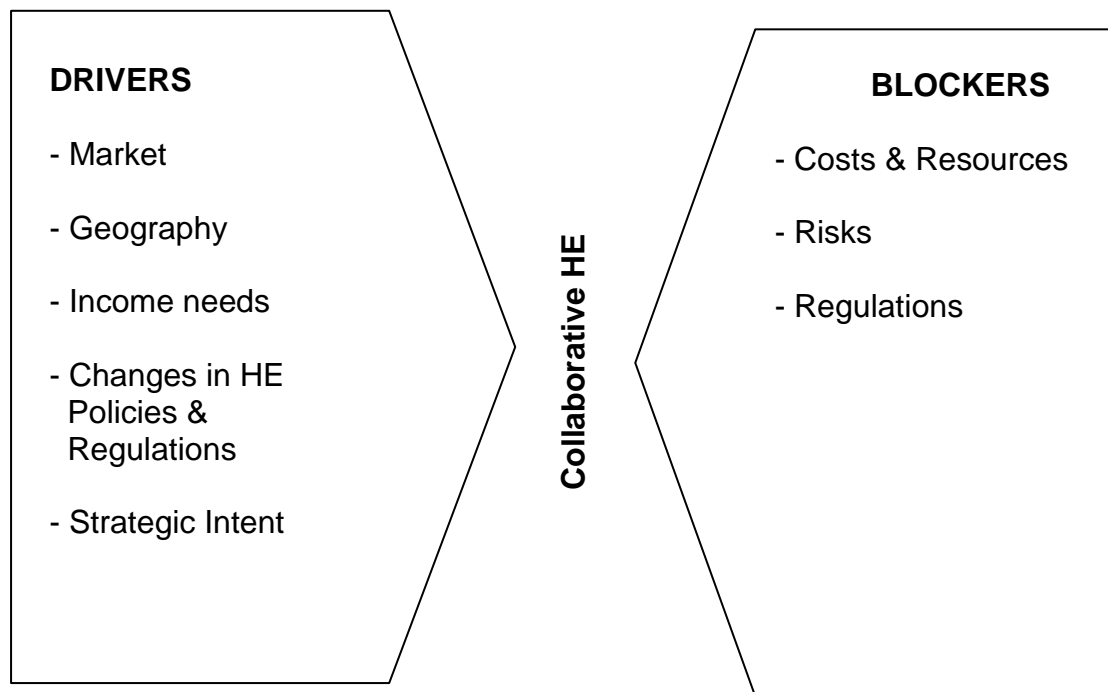 DRIVERS
- Market
- Geography
- Income needs
- Changes in HE
Policies &
Regulations
- Strategic Intent
Collaborative HE
BLOCKERS
- Costs & Resources
- Risks
- Regulations